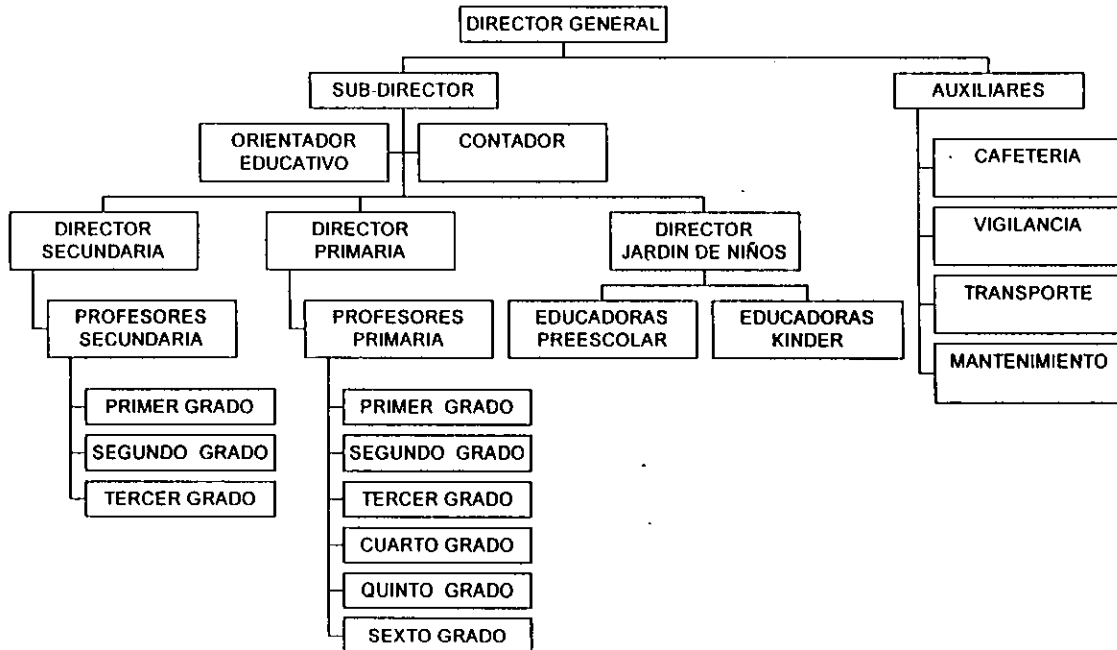 DIRECTOR GENERAL
SUB-DIRECTOR
AUXILIARES
ORIENTADOR
EDUCATIVO
CONTADOR
CAFETERIA
VIGILANCIA
TRANSPORTE
MANTENIMIENTO
DIRECTOR
SECUNDARIA
DIRECTOR
PRIMARIA
DIRECTOR
JARDIN DE NIÑOS
PROFESORES
SECUNDARIA
PROFESORES
PRIMARIA
EDUCADORAS
PREESCOLAR
EDUCADORAS
KINDER
PRIMER GRADO
SEGUNDO GRADO
TERCER GRADO
PRIMER GRADO
SEGUNDO GRADO
TERCER GRADO
CUARTO GRADO
QUINTO GRADO
SEXTO GRADO